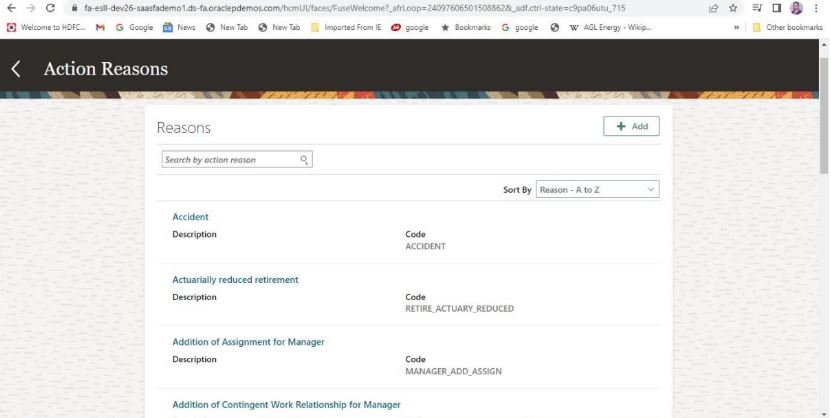 fa-esll-dev26-saasfademo1.ds-fa.oraclepdemos.com/hcmUI/faces/FuseWelcome?_afrLoop=24097606501508862&_adf.ctrl-state=c9pa06utu_715
Welcome to HDFC... Google News New Tab New Tab Imported From IE google Bookmarks google W AGL Energy - Wikip... » Other bookmarks
Action Reasons
Reasons
+ Add
Search by action reason
Sort By Reason - A to Z
Accident
Description Code
ACCIDENT
Actuarially reduced retirement
Description Code
RETIRE_ACTUARY_REDUCED
Addition of Assignment for Manager
Description Code
MANAGER_ADD_ASSIGN
Addition of Contingent Work Relationship for Manager